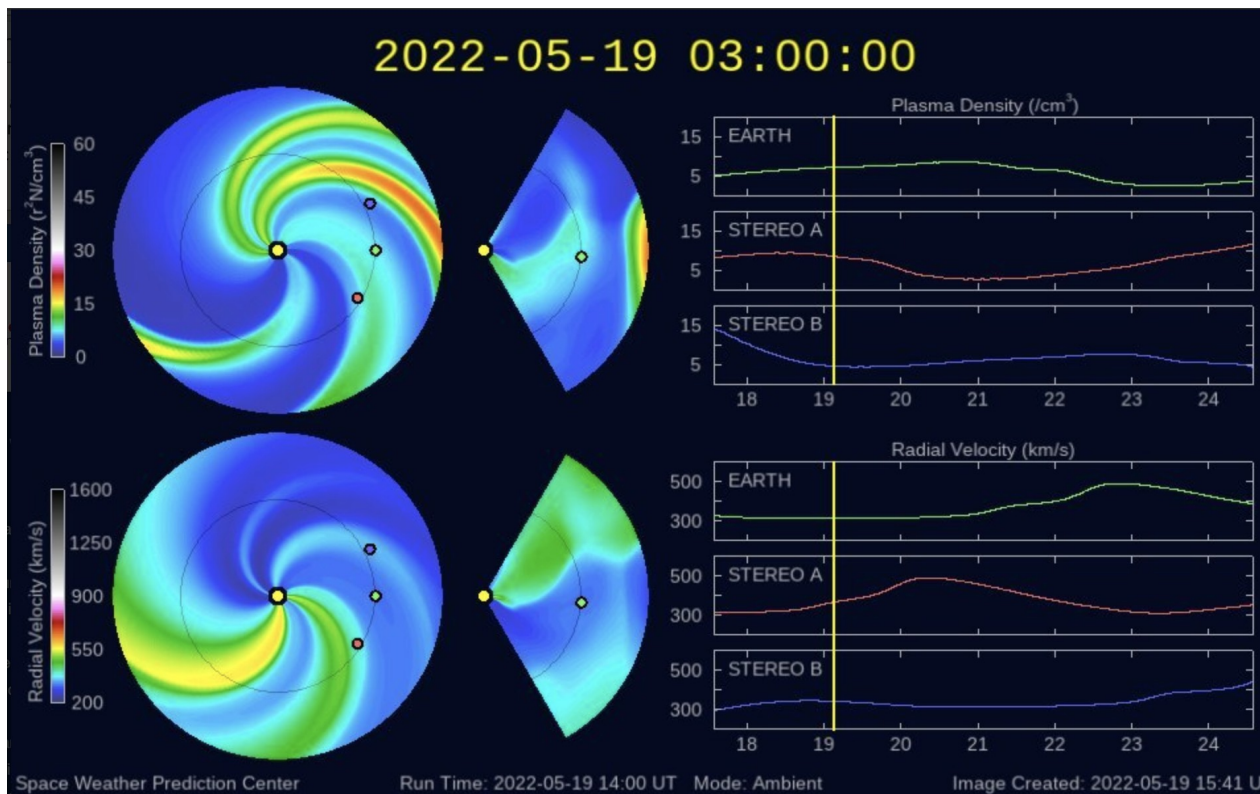 2022-05-19 03:00:00
Plasma Density (r²N/cm³)
60
45
30
15
0
Plasma Density (/cm³)
EARTH
15
5
STEREO A
15
5
STEREO B
15
5
18 19 20 21 22 23 24
Radial Velocity (km/s)
1600
1250
900
550
200
Radial Velocity (km/s)
EARTH
500
300
STEREO A
500
300
STEREO B
500
300
18 19 20 21 22 23 24
Space Weather Prediction Center Run Time: 2022-05-19 14:00 UT Mode: Ambient Image Created: 2022-05-19 15:41 U